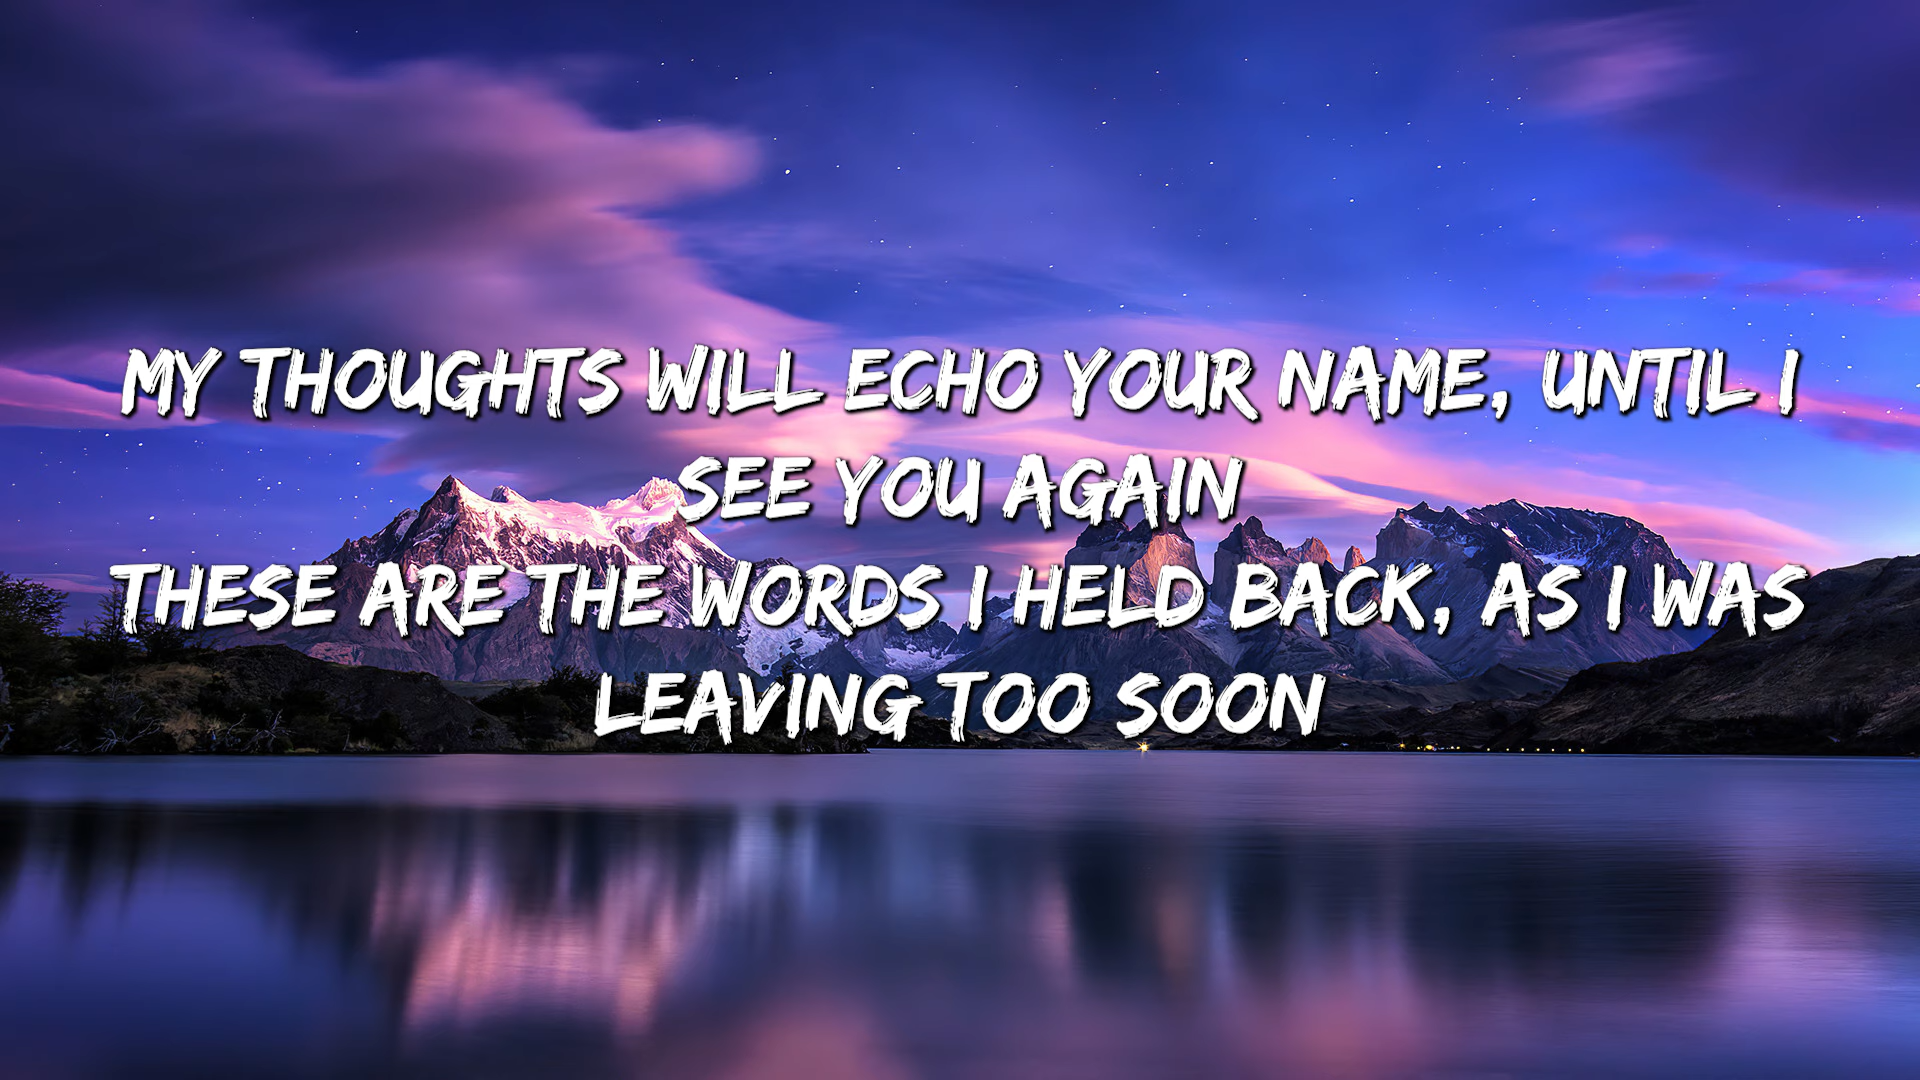 MY THOUGHTS WILL ECHO YOUR NAME, UNTIL I
SEE YOU AGAIN
THESE ARE THE WORDS I HELD BACK, AS I WAS
LEAVING TOO SOON